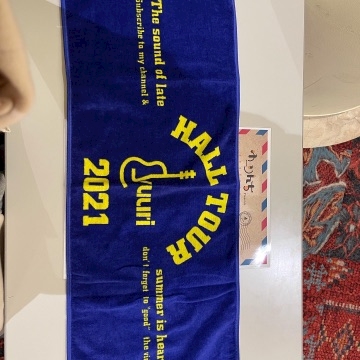 The sound of late
Subscribe to my channel &
HALL TOUR
Yuuri
2021
summer is hear
don't forget to "good" the vi